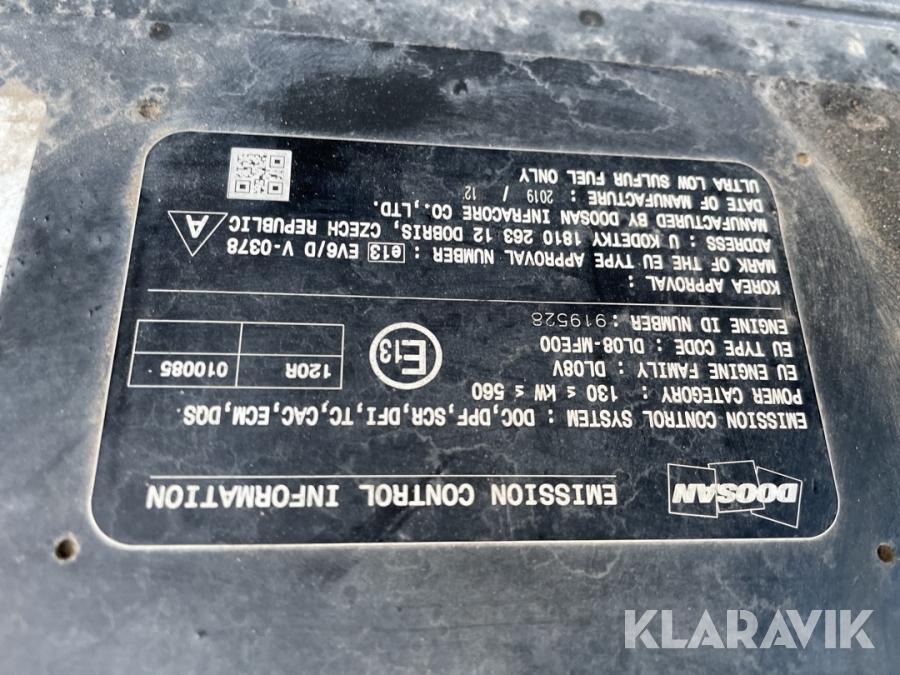 DOOSAN
EMISSION CONTROL INFORMATION
EMISSION CONTROL SYSTEM : DOC,DPF,SCR,DFI,TC,CAC,ECM,DQS
POWER CATEGORY : 130 ≤ kW ≤ 560
EU ENGINE FAMILY : DL08V
EU TYPE CODE : DL08-MFE00
ENGINE ID NUMBER : 919528
E13
120R 010085
KOREA APPROVAL :
MARK OF THE EU TYPE APPROVAL NUMBER : e13 EV6/D V-0378
ADDRESS : U KODETKY 1810 263 12 DOBRIS, CZECH REPUBLIC
MANUFACTURED BY DOOSAN INFRACORE CO.,LTD.
DATE OF MANUFACTURE : 2019 / 12
ULTRA LOW SULFUR FUEL ONLY
A
KLARAVIK